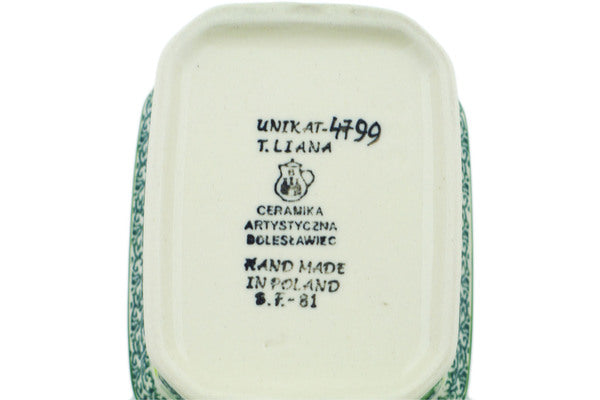 UNIKAT-4799
T. LIANA
CERAMIKA
ARTYSTYCZNA
BOLESŁAWIEC
HAND MADE
IN POLAND
S.F.-81